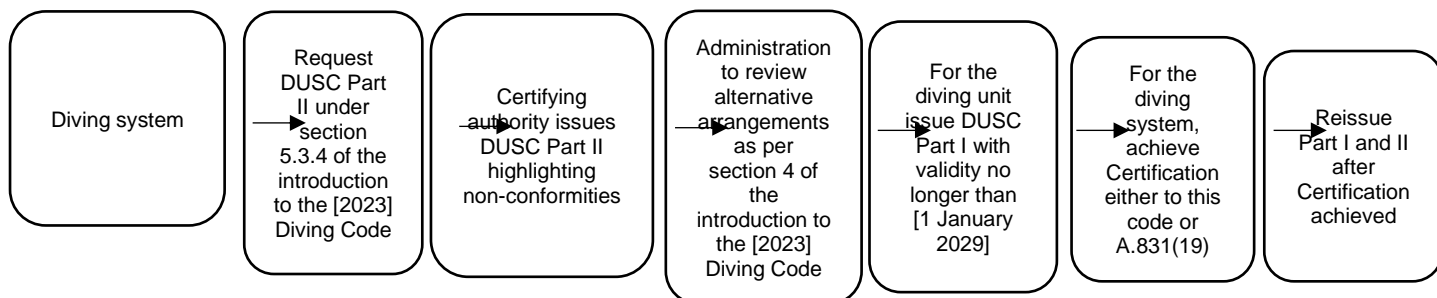 Diving system
Request
DUSC Part
II under
section
5.3.4 of the
introduction
to the [2023]
Diving Code
Certifying
authority issues
DUSC Part II
highlighting
non-conformities
Administration
to review
alternative
arrangements
as per
section 4 of
the
introduction to
the [2023]
Diving Code
For the
diving unit
issue DUSC
Part I with
validity no
longer than
[1 January
2029]
For the
diving
system,
achieve
Certification
either to this
code or
A.831(19)
Reissue
Part I and II
after
Certification
achieved